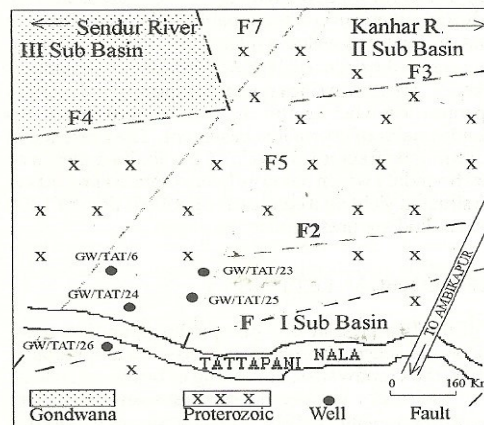 Sendur River F7 Kanhar R.
III Sub Basin II Sub Basin
F3
F4
F5
F2
GW/TAT/6 GW/TAT/23
GW/TAT/24 GW/TAT/25
F I Sub Basin
TO AMBIKAPUR
GW/TAT/26
TATTAPANI NALA
0 160 Km
Gondwana Proterozoic Well Fault